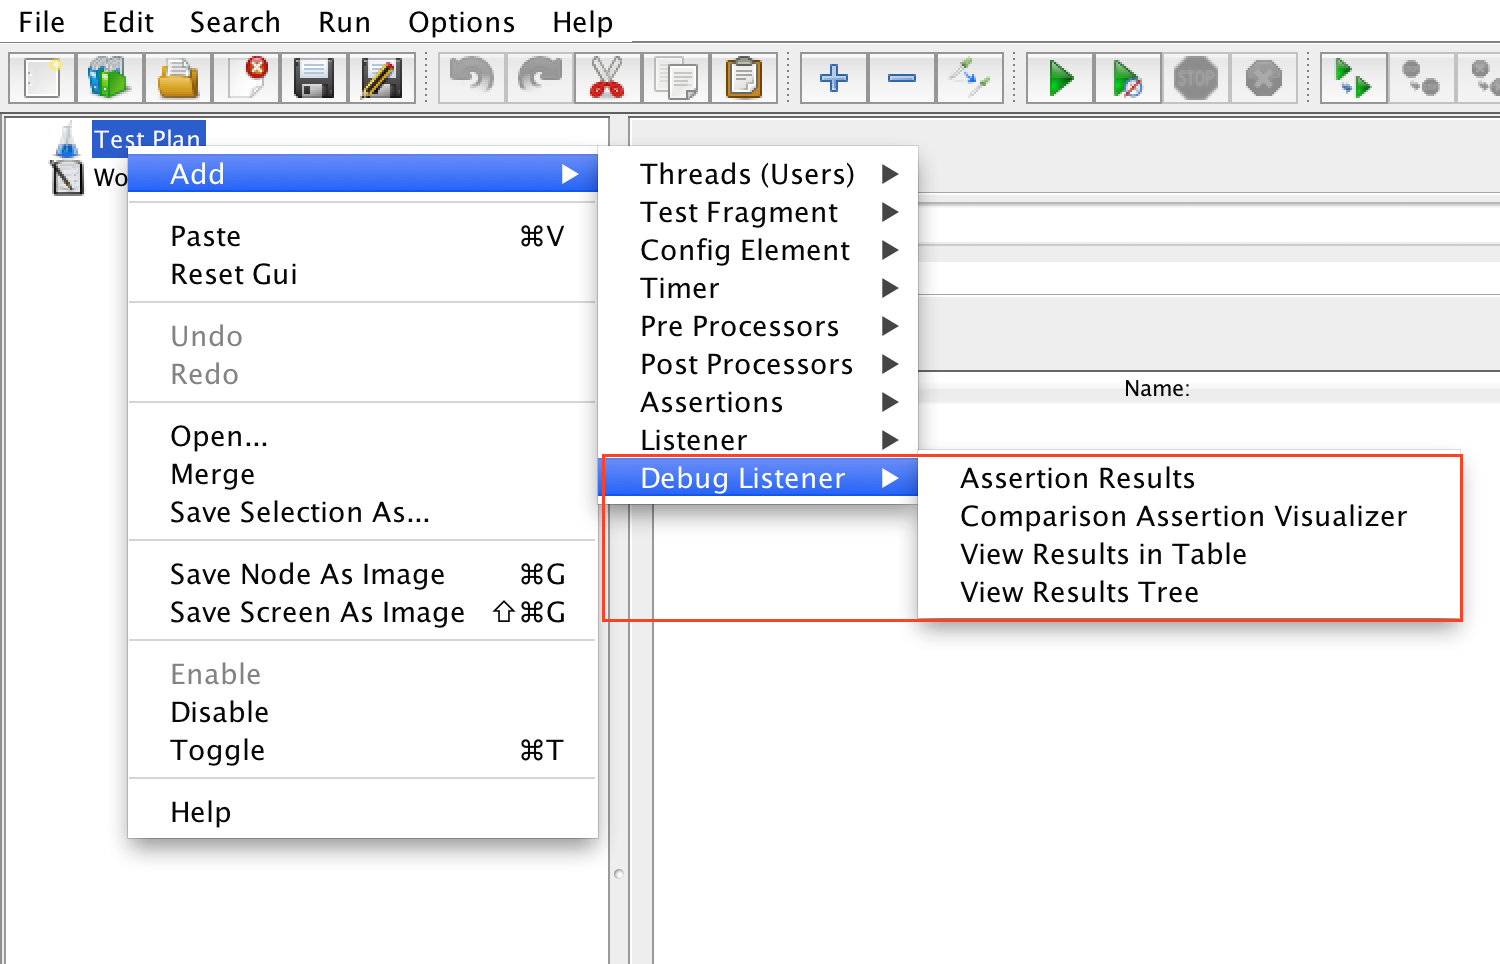 File Edit Search Run Options Help
STOP
Test Plan
Wo
Add
Paste ⌘V
Reset Gui
Undo
Redo
Open...
Merge
Save Selection As...
Save Node As Image ⌘G
Save Screen As Image ⇧⌘G
Enable
Disable
Toggle ⌘T
Help
Threads (Users)
Test Fragment
Config Element
Timer
Pre Processors
Post Processors
Assertions
Listener
Debug Listener
Assertion Results
Comparison Assertion Visualizer
View Results in Table
View Results Tree
Name: